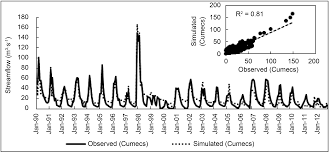 Streamflow (m³ s⁻¹)
180
160
140
120
100
80
60
40
20
0
Jan-90
Jan-91
Jan-92
Jan-93
Jan-94
Jan-95
Jan-96
Jan-97
Jan-98
Jan-99
Jan-00
Jan-01
Jan-02
Jan-03
Jan-04
Jan-05
Jan-06
Jan-07
Jan-08
Jan-09
Jan-10
Jan-11
Jan-12
Simulated
(Cumecs)
200
150
100
50
0
R² = 0.81
0 50 100 150 200
Observed (Cumecs)
Observed (Cumecs) Simulated (Cumecs)